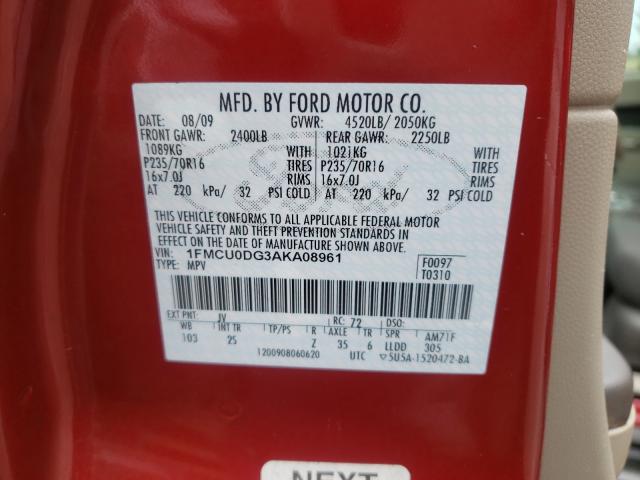 MFD. BY FORD MOTOR CO.
DATE: 08/09 GVWR: 4520LB/ 2050KG
FRONT GAWR: 2400LB REAR GAWR: 2250LB
1089KG WITH 1021KG WITH
P235/70R16 TIRES P235/70R16 TIRES
16x7.0J RIMS 16x7.0J RIMS
AT 220 kPa/ 32 PSI COLD AT 220 kPa/ 32 PSI COLD
THIS VEHICLE CONFORMS TO ALL APPLICABLE FEDERAL MOTOR
VEHICLE SAFETY AND THEFT PREVENTION STANDARDS IN
EFFECT ON THE DATE OF MANUFACTURE SHOWN ABOVE.
VIN: 1FMCU0DG3AKA08961 F0097
TYPE: MPV T0310
EXT PNT: JV RC: 72 DSO:
WB INT TR TP/PS R AXLE TR SPR AM71F
103 25 Z 35 6 LLDD 305
1200908060620 UTC ▽5U5A-1520472-BA
NEXT